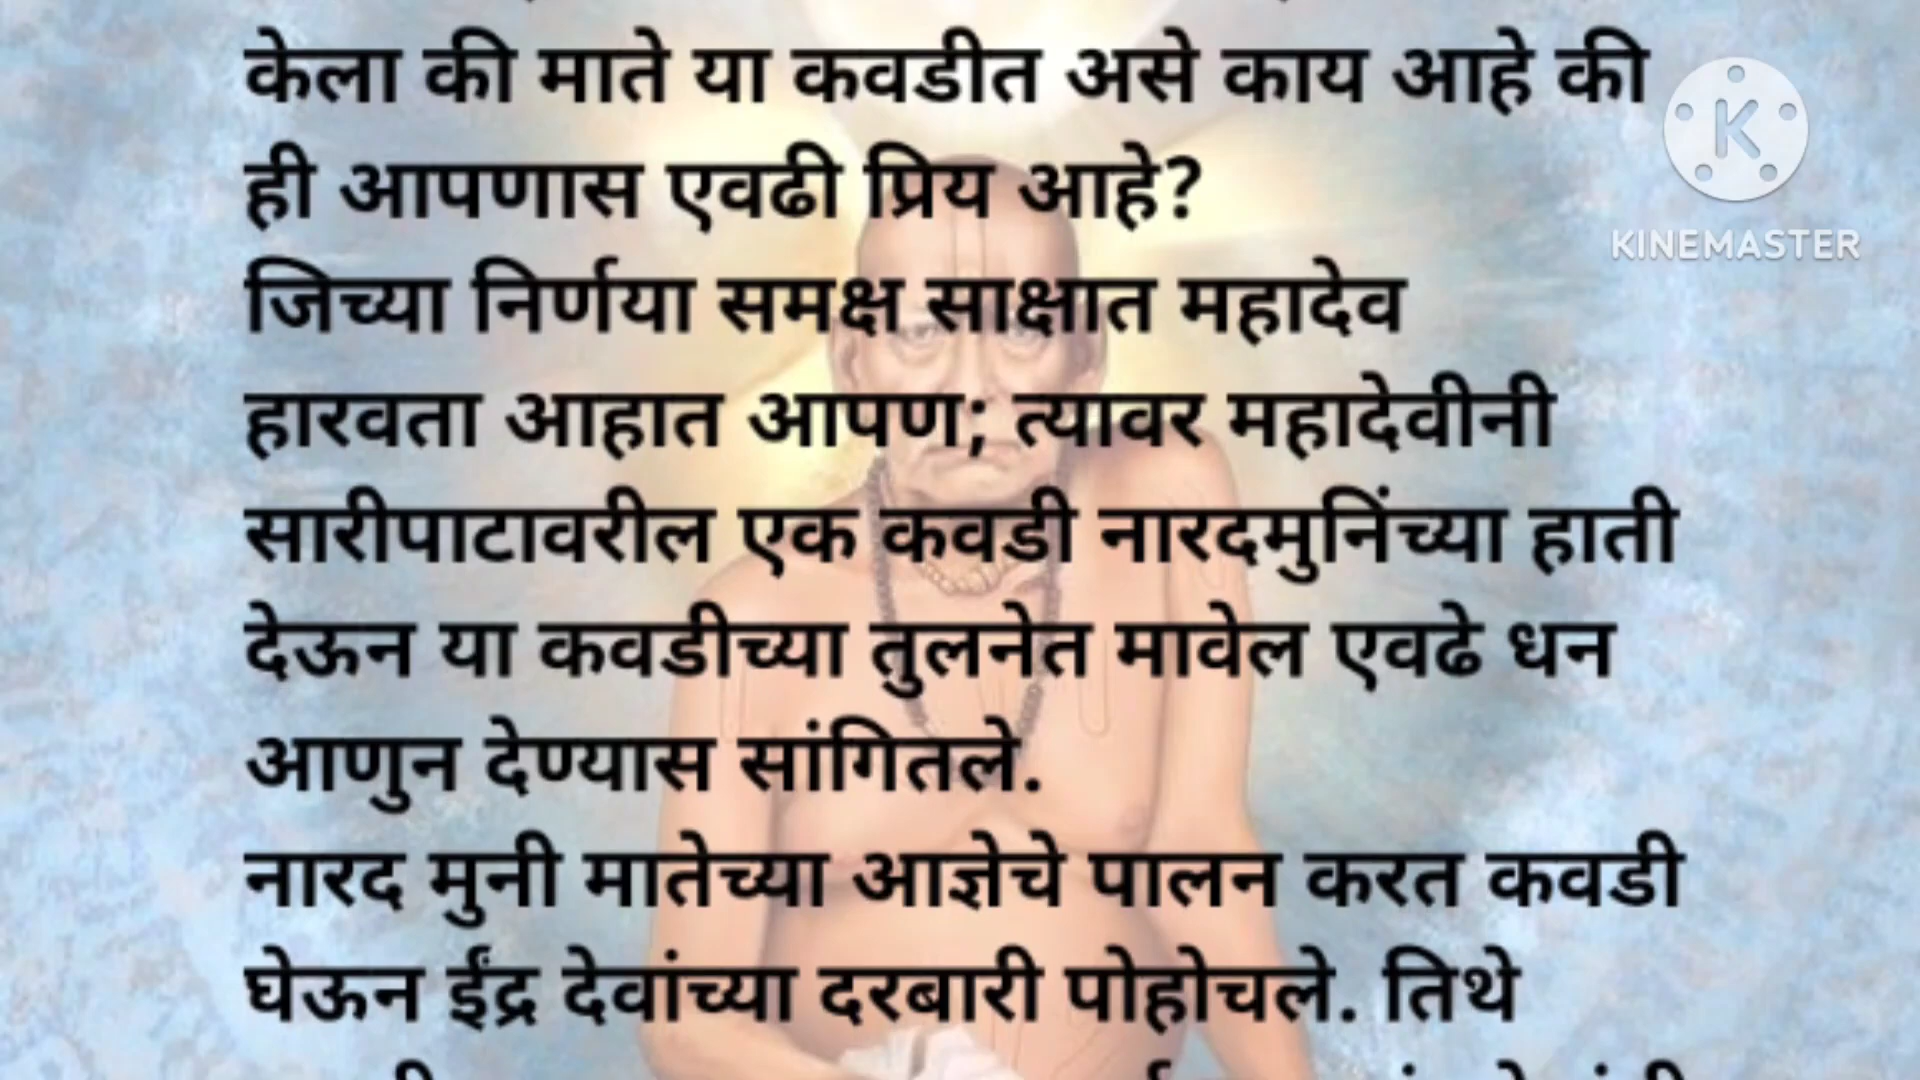 केला की माते या कवडीत असे काय आहे की
ही आपणास एवढी प्रिय आहे?
जिच्या निर्णया समक्ष साक्षात महादेव
हारवता आहात आपण; त्यावर महादेवीनी
सारीपाटावरील एक कवडी नारदमुनिंच्या हाती
देऊन या कवडीच्या तुलनेत मावेल एवढे धन
आणुन देण्यास सांगितले.
नारद मुनी मातेच्या आज्ञेचे पालन करत कवडी
घेऊन ईंद्र देवांच्या दरबारी पोहोचले. तिथे
K
KINEMASTER